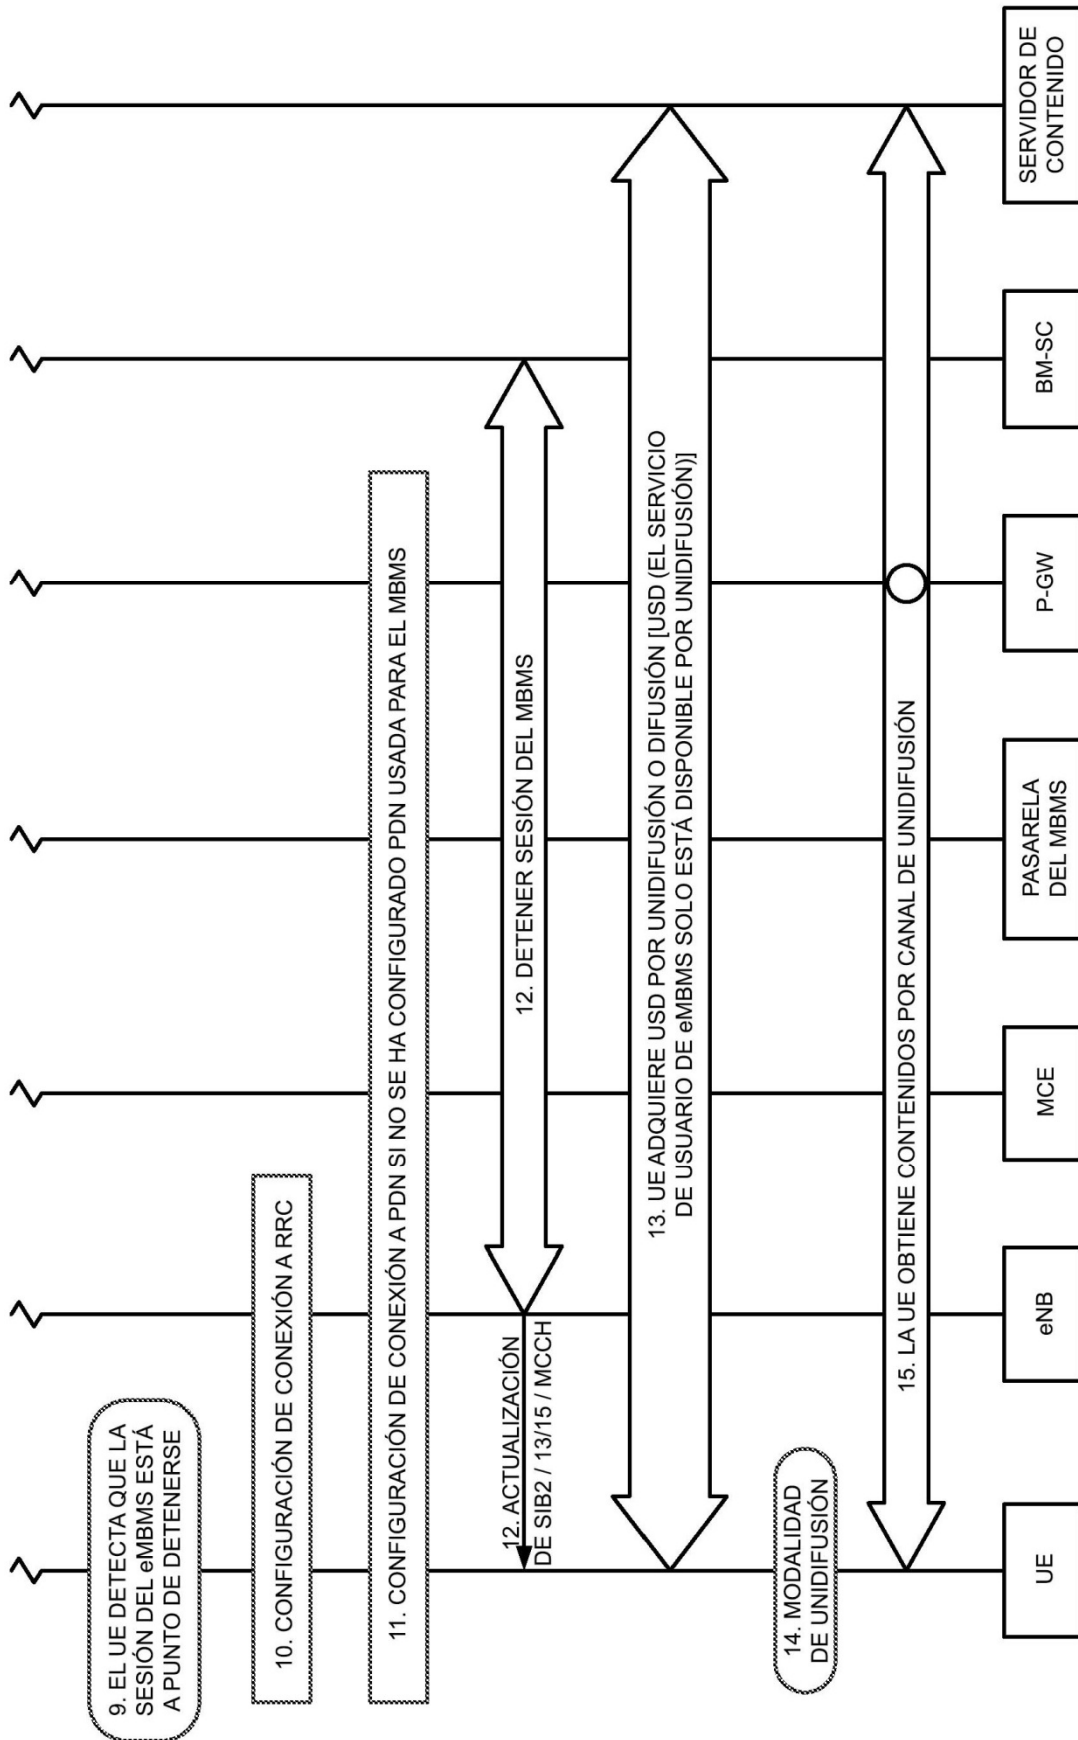 9. EL UE DETECTA QUE LA
SESIÓN DEL eMBMS ESTÁ
A PUNTO DE DETENERSE
10. CONFIGURACIÓN DE CONEXIÓN A RRC
11. CONFIGURACIÓN DE CONEXIÓN A PDN SI NO SE HA CONFIGURADO PDN USADA PARA EL MBMS
12. ACTUALIZACIÓN
DE SIB2 / 13/15 / MCCH
12. DETENER SESIÓN DEL MBMS
13. UE ADQUIERE USD POR UNIDIFUSIÓN O DIFUSIÓN [USD (EL SERVICIO
DE USUARIO DE eMBMS SOLO ESTÁ DISPONIBLE POR UNIDIFUSIÓN)]
14. MODALIDAD
DE UNIDIFUSIÓN
15. LA UE OBTIENE CONTENIDOS POR CANAL DE UNIDIFUSIÓN
UE
eNB
MCE
PASARELA
DEL MBMS
P-GW
BM-SC
SERVIDOR DE
CONTENIDO